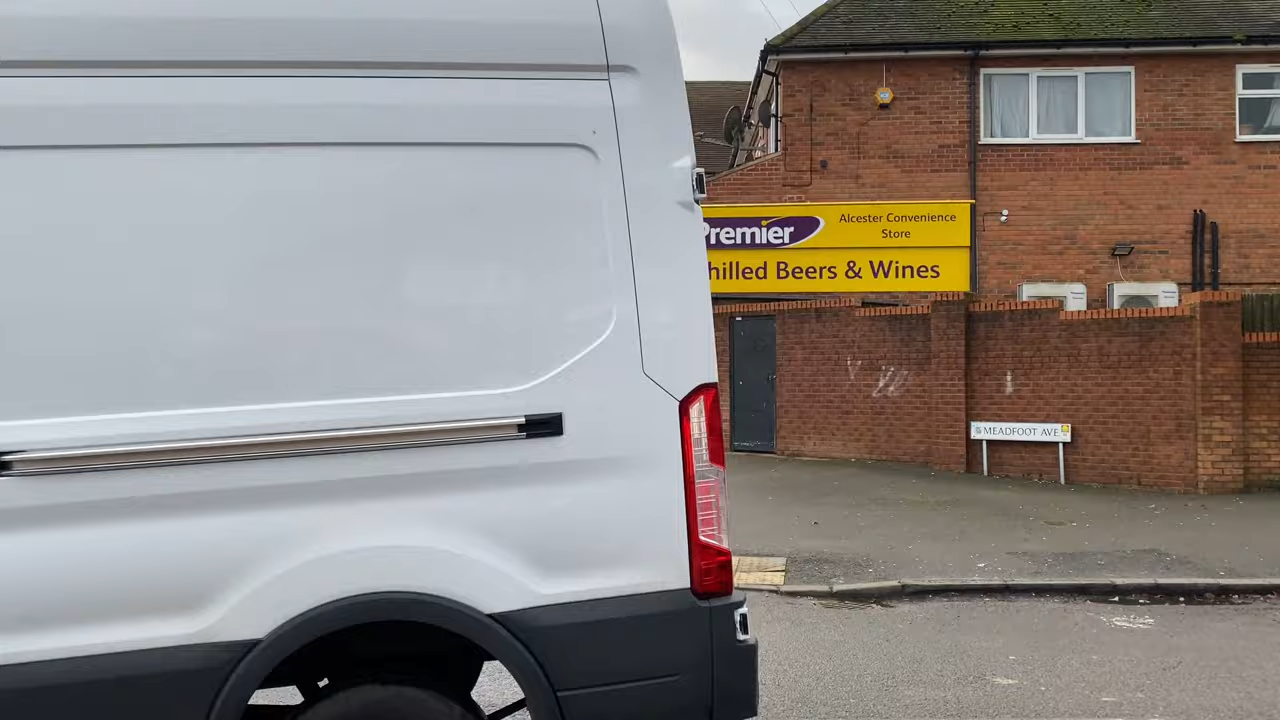 Premier
Alcester Convenience
Store
hilled Beers & Wines
MEADFOOT AVE